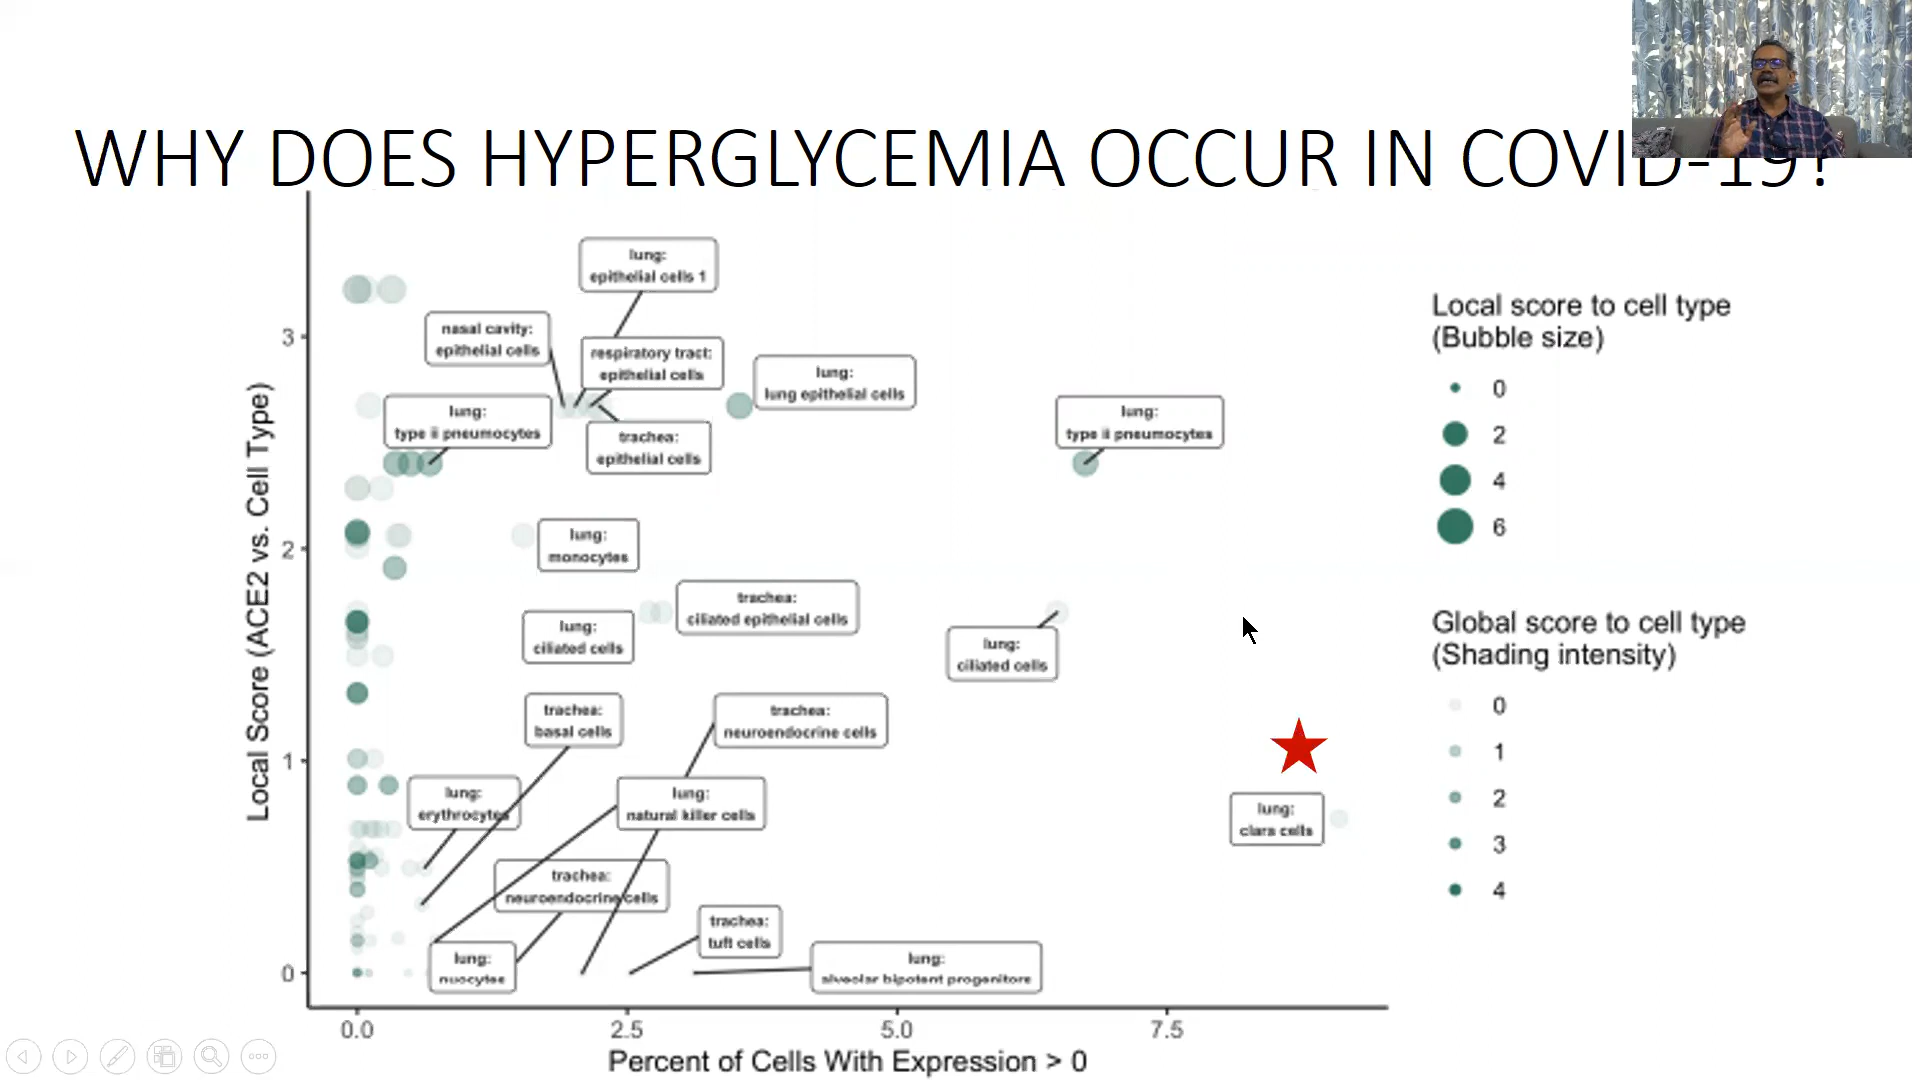 WHY DOES HYPERGLYCEMIA OCCUR IN COVID-19?
lung:
epithelial cells 1
nasal cavity:
epithelial cells
respiratory tract:
epithelial cells
lung:
lung epithelial cells
lung:
type ii pneumocytes
trachea:
epithelial cells
lung:
type ii pneumocytes
lung:
monocytes
trachea:
ciliated epithelial cells
lung:
ciliated cells
lung:
ciliated cells
trachea:
basal cells
trachea:
neuroendocrine cells
lung:
erythrocytes
lung:
natural killer cells
lung:
clara cells
trachea:
neuroendocrine cells
trachea:
tuft cells
lung:
nuocytes
lung:
alveolar bipotent progenitors
Local Score (ACE2 vs. Cell Type)
3
2
1
0
0.0
2.5
5.0
7.5
Percent of Cells With Expression > 0
Local score to cell type
(Bubble size)
0
2
4
6
Global score to cell type
(Shading intensity)
0
1
2
3
4